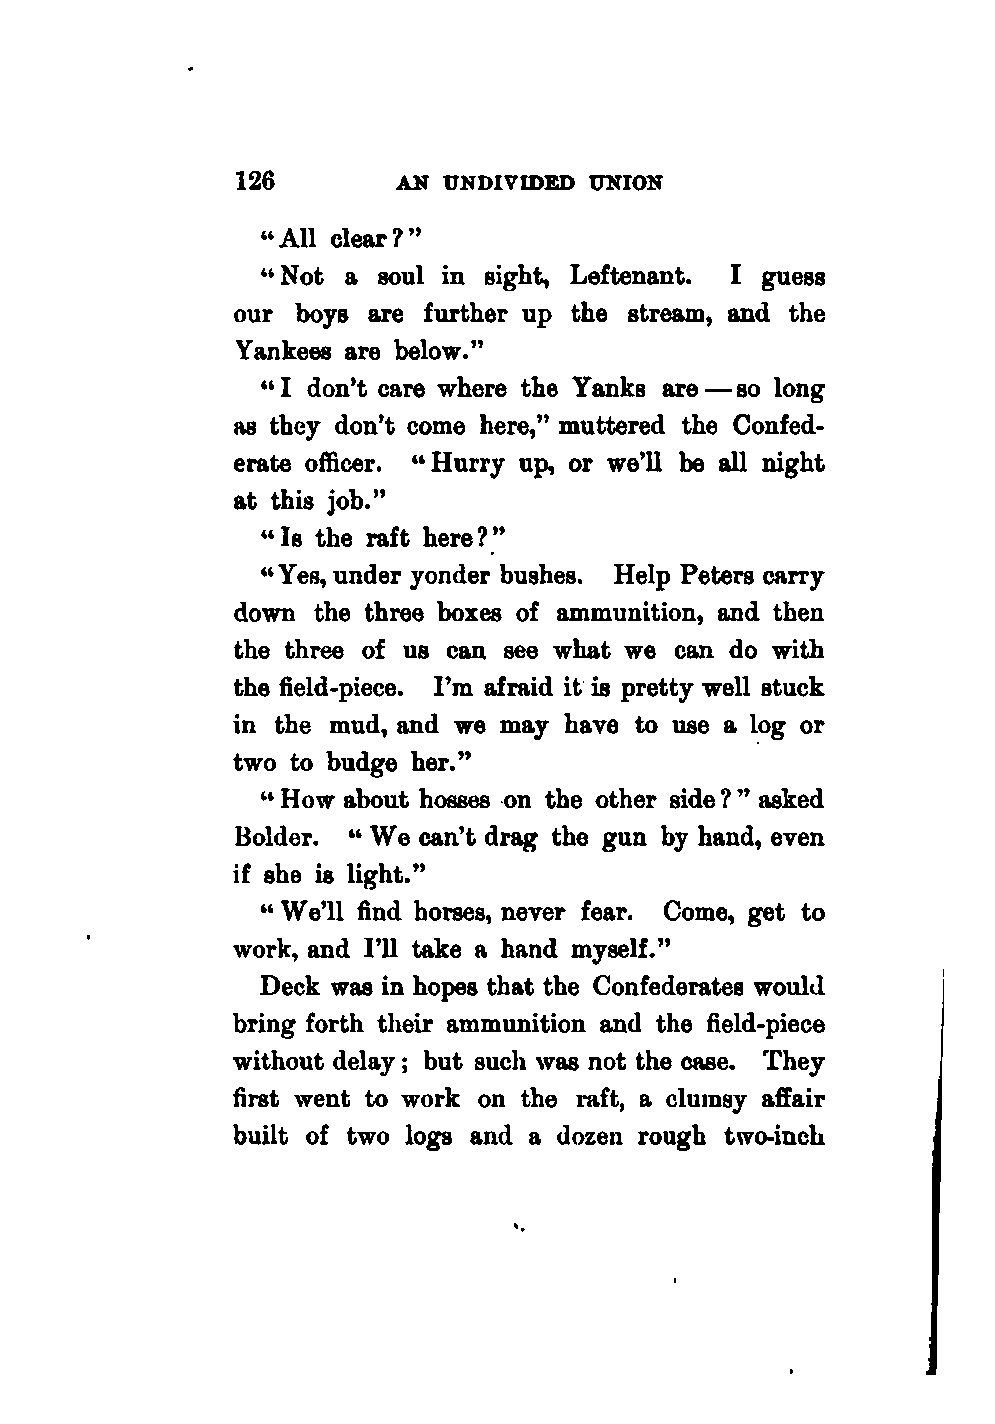 126 AN UNDIVIDED UNION
"All clear?"
"Not a soul in sight, Leftenant. I guess
our boys are further up the stream, and the
Yankees are below."
"I don't care where the Yanks are — so long
as they don't come here," muttered the Confed-
erate officer. "Hurry up, or we'll be all night
at this job."
"Is the raft here?"
"Yes, under yonder bushes. Help Peters carry
down the three boxes of ammunition, and then
the three of us can see what we can do with
the field-piece. I'm afraid it is pretty well stuck
in the mud, and we may have to use a log or
two to budge her."
"How about hosses on the other side?" asked
Bolder. "We can't drag the gun by hand, even
if she is light."
"We'll find horses, never fear. Come, get to
work, and I'll take a hand myself."
Deck was in hopes that the Confederates would
bring forth their ammunition and the field-piece
without delay; but such was not the case. They
first went to work on the raft, a clumsy affair
built of two logs and a dozen rough two-inch